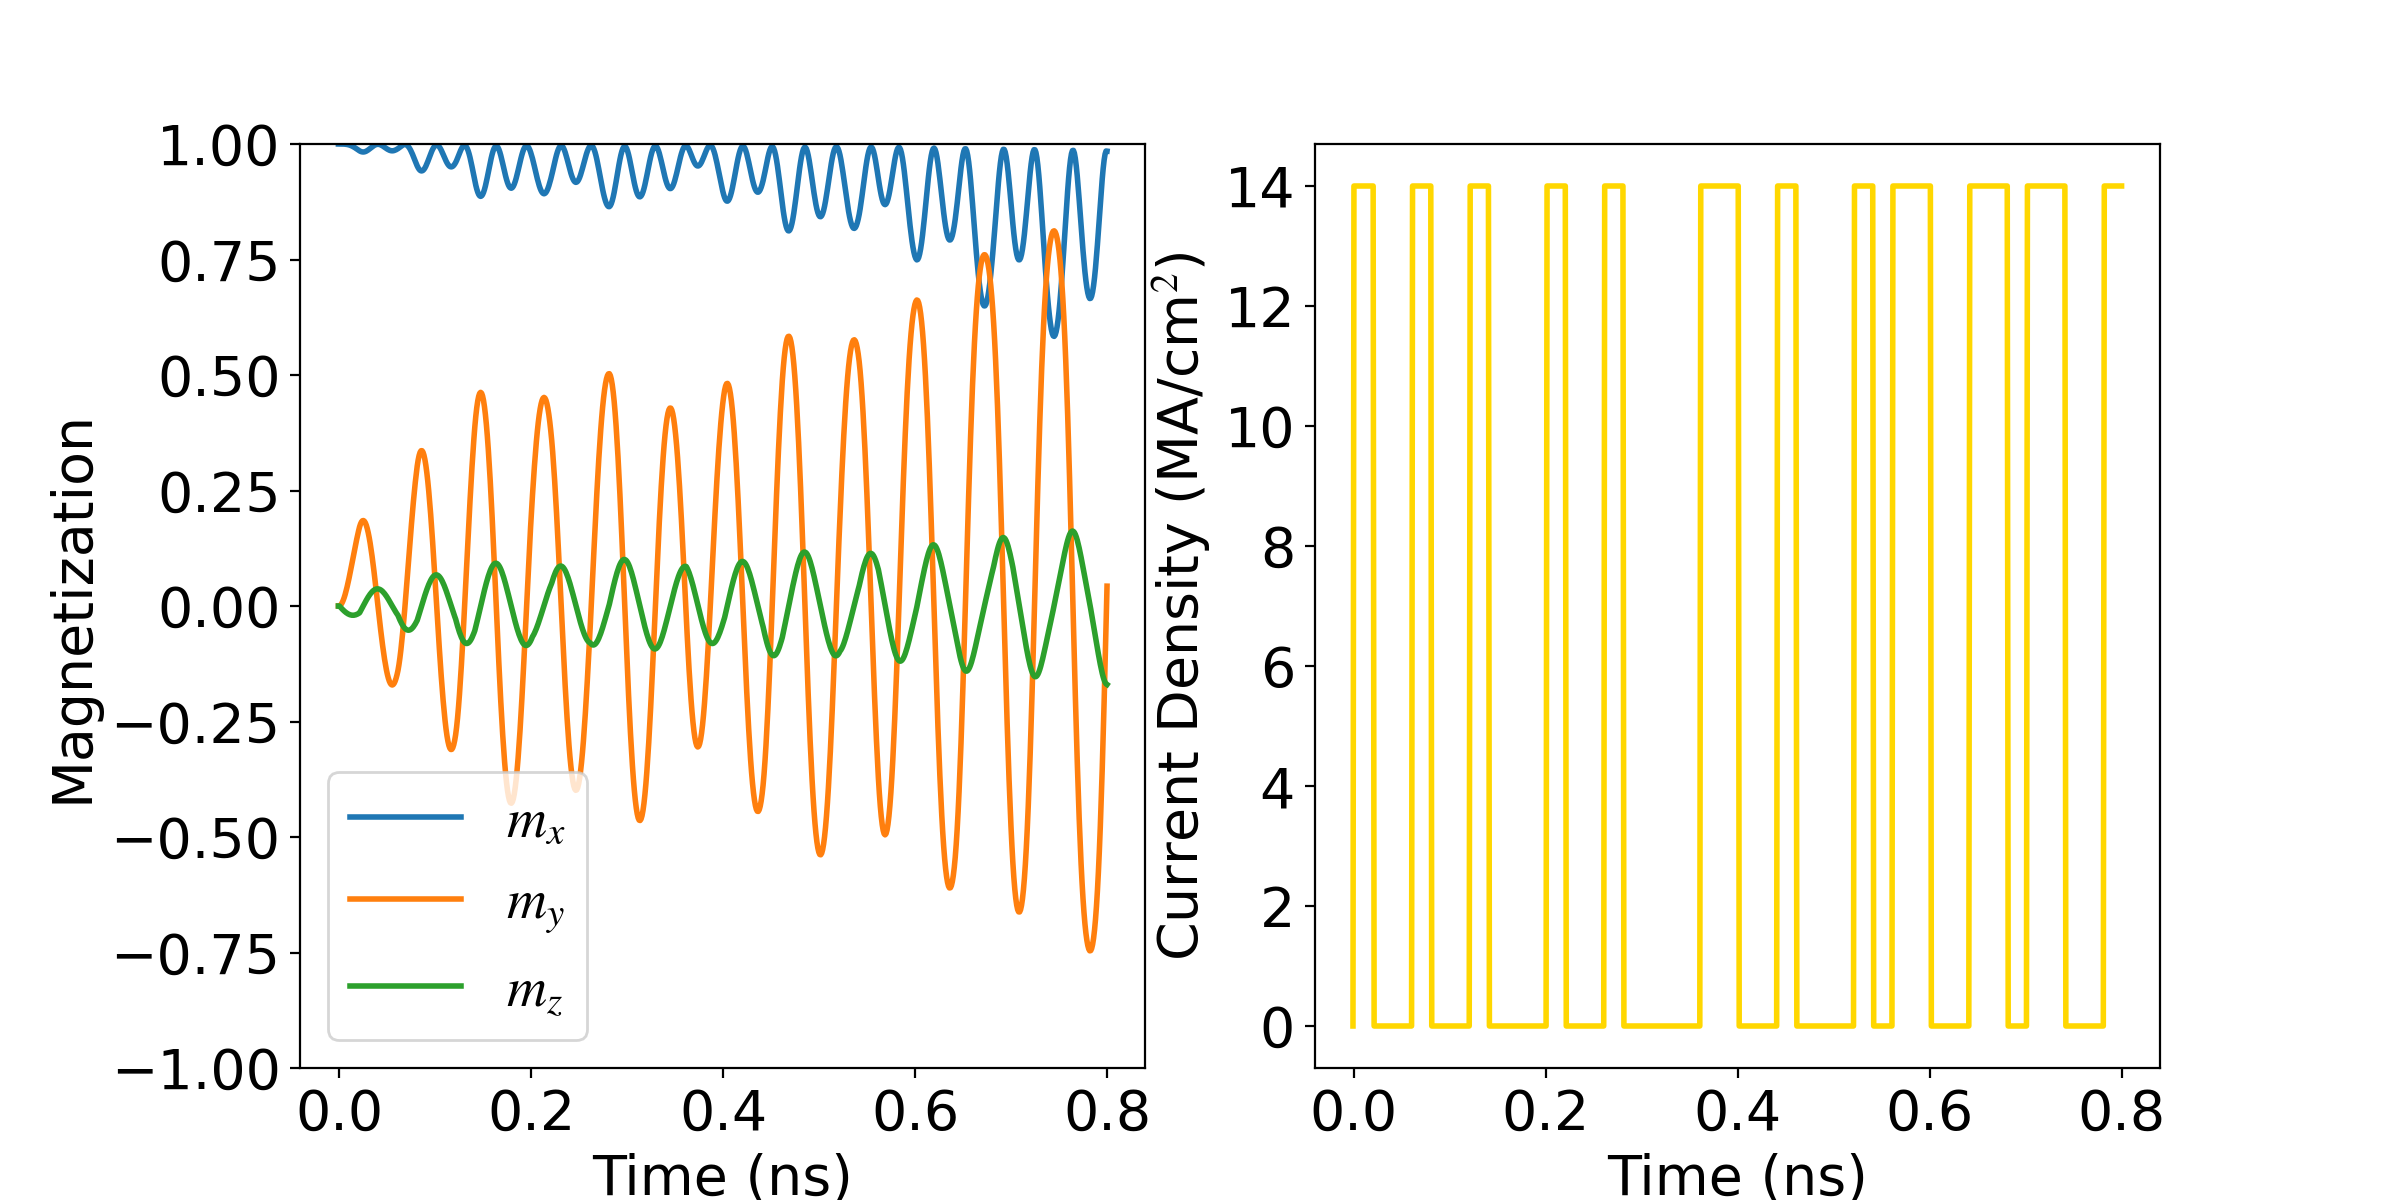 Magnetization
1.00
0.75
0.50
0.25
0.00
−0.25
−0.50
−0.75
−1.00
m_x
m_y
m_z
0.0 0.2 0.4 0.6 0.8
Time (ns)
Current Density (MA/cm²)
14
12
10
8
6
4
2
0
0.0 0.2 0.4 0.6 0.8
Time (ns)